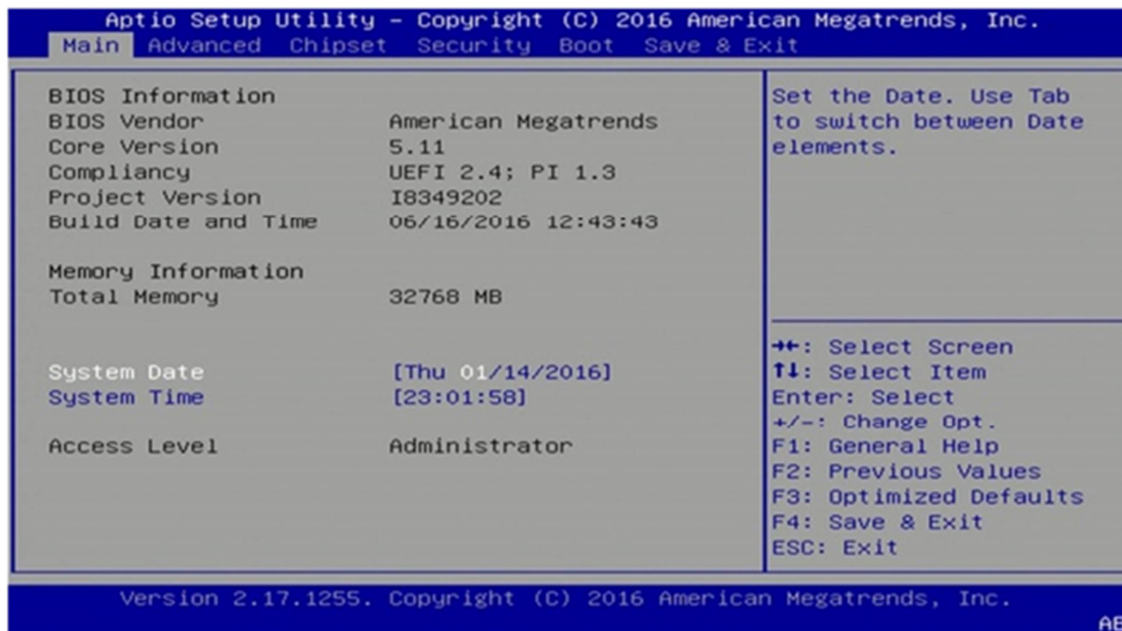 Aptio Setup Utility – Copyright (C) 2016 American Megatrends, Inc.
Main Advanced Chipset Security Boot Save & Exit
BIOS Information
BIOS Vendor American Megatrends
Core Version 5.11
Compliancy UEFI 2.4; PI 1.3
Project Version I8349202
Build Date and Time 06/16/2016 12:43:43
Memory Information
Total Memory 32768 MB
System Date [Thu 01/14/2016]
System Time [23:01:58]
Access Level Administrator
Set the Date. Use Tab
to switch between Date
elements.
→←: Select Screen
↑↓: Select Item
Enter: Select
+/-: Change Opt.
F1: General Help
F2: Previous Values
F3: Optimized Defaults
F4: Save & Exit
ESC: Exit
Version 2.17.1255. Copyright (C) 2016 American Megatrends, Inc.